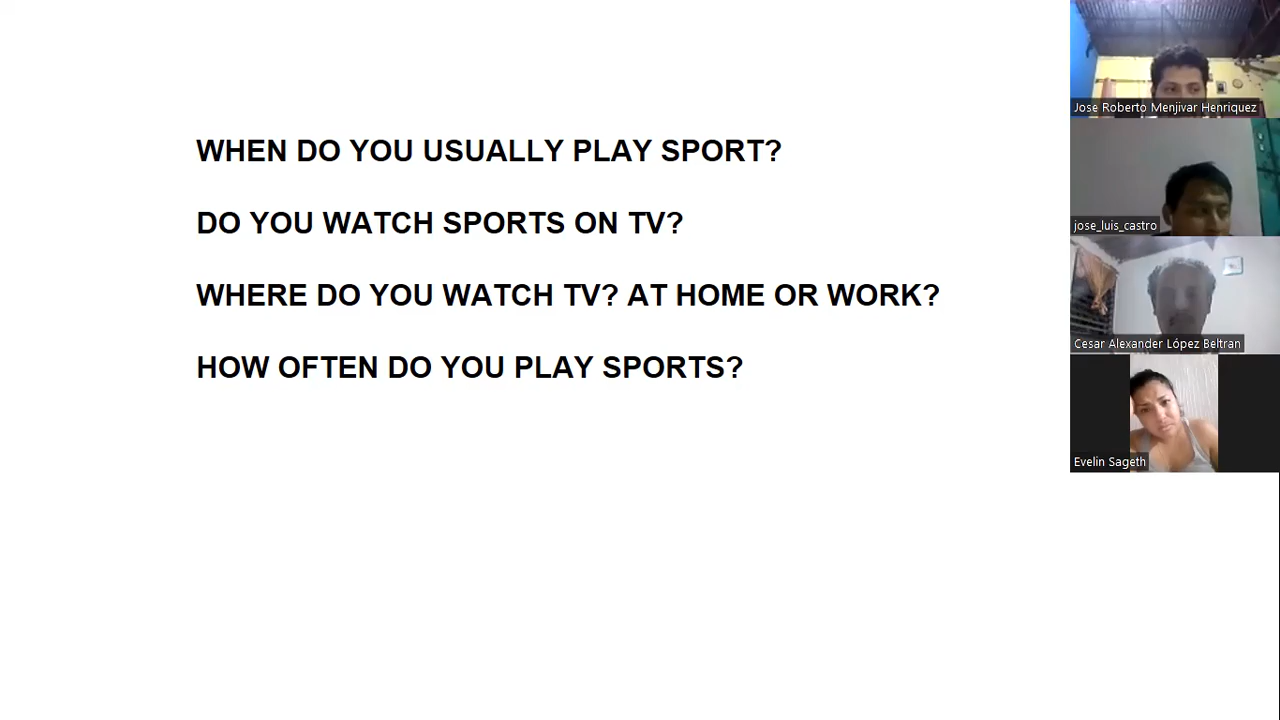 WHEN DO YOU USUALLY PLAY SPORT?
DO YOU WATCH SPORTS ON TV?
WHERE DO YOU WATCH TV? AT HOME OR WORK?
HOW OFTEN DO YOU PLAY SPORTS?
Jose Roberto Menjivar Henriquez
jose_luis_castro
Cesar Alexander López Beltran
Evelin Sageth